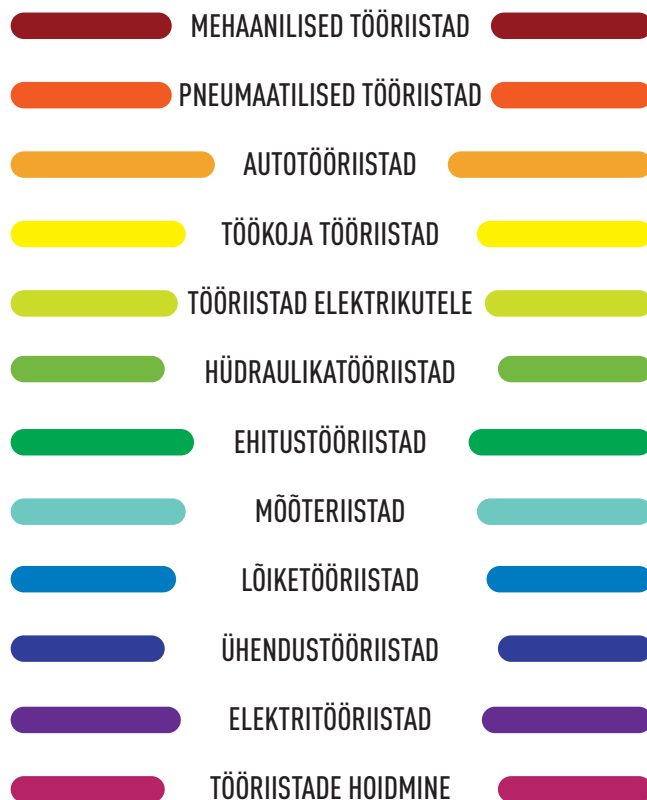 MEHAANILISED TÖÖRIISTAD
PNEUMAATILISED TÖÖRIISTAD
AUTOTÖÖRIISTAD
TÖÖKOJA TÖÖRIISTAD
TÖÖRIISTAD ELEKTRIKUTELE
HÜDRAULIKATÖÖRIISTAD
EHITUSTÖÖRIISTAD
MÕÕTERIISTAD
LÕIKETÖÖRIISTAD
ÜHENDUSTÖÖRIISTAD
ELEKTRITÖÖRIISTAD
TÖÖRIISTADE HOIDMINE